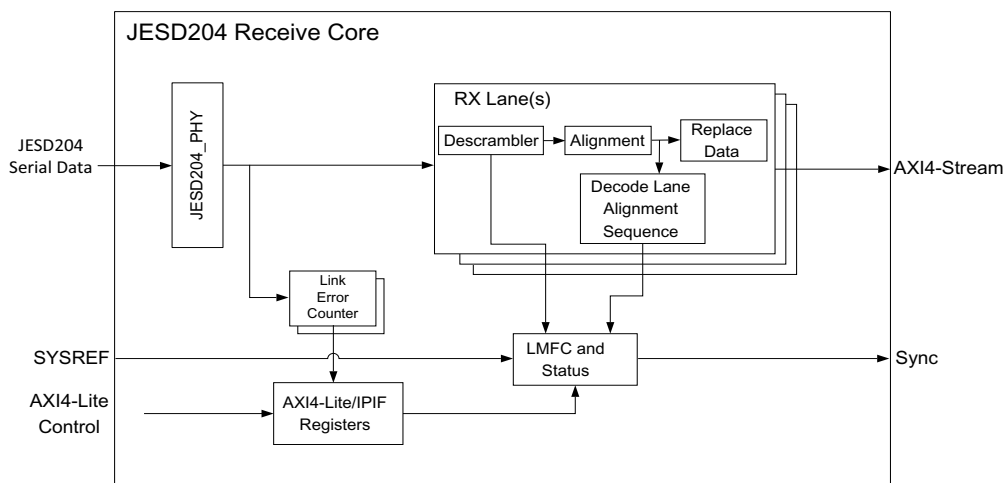 JESD204 Receive Core
RX Lane(s)
Descrambler
Alignment
Replace
Data
JESD204
Serial Data
JESD204_PHY
AXI4-Stream
Decode Lane
Alignment
Sequence
Link
Error
Counter
SYSREF
LMFC and
Status
Sync
AXI4-Lite
Control
AXI4-Lite/IPIF
Registers